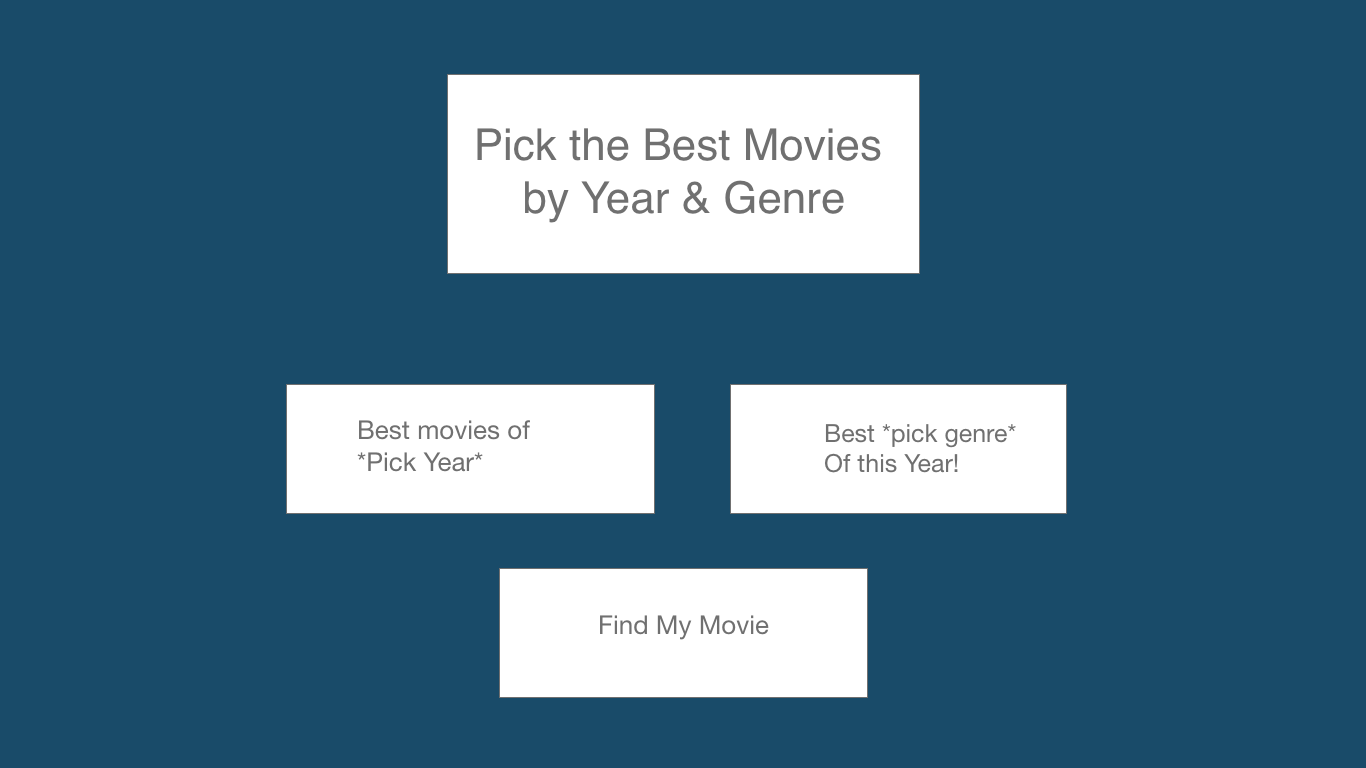 Pick the Best Movies
by Year & Genre
Best movies of
*Pick Year*
Best *pick genre*
Of this Year!
Find My Movie